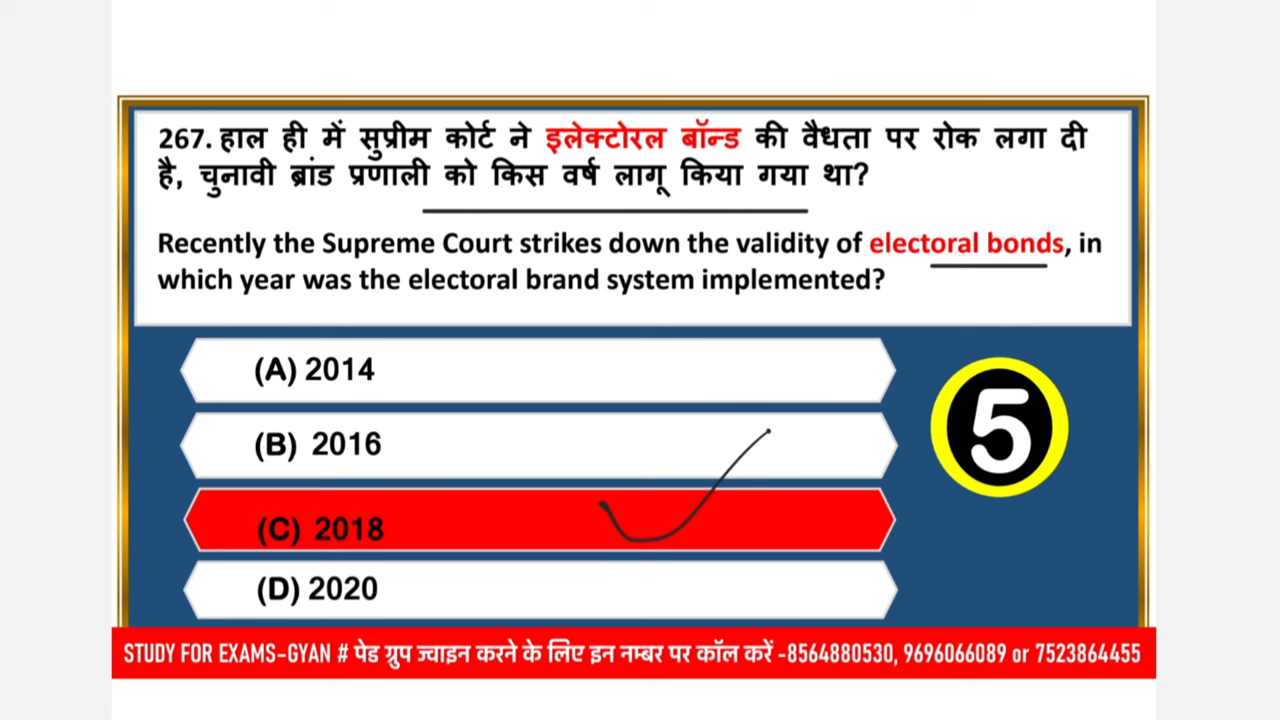 267. हाल ही में सुप्रीम कोर्ट ने इलेक्टोरल बॉन्ड की वैधता पर रोक लगा दी
है, चुनावी ब्रांड प्रणाली को किस वर्ष लागू किया गया था?
Recently the Supreme Court strikes down the validity of electoral bonds, in
which year was the electoral brand system implemented?
(A) 2014
(B) 2016
(C) 2018
(D) 2020
5
STUDY FOR EXAMS-GYAN # पेड ग्रुप ज्वाइन करने के लिए इन नम्बर पर कॉल करें -8564880530, 9696066089 or 7523864455